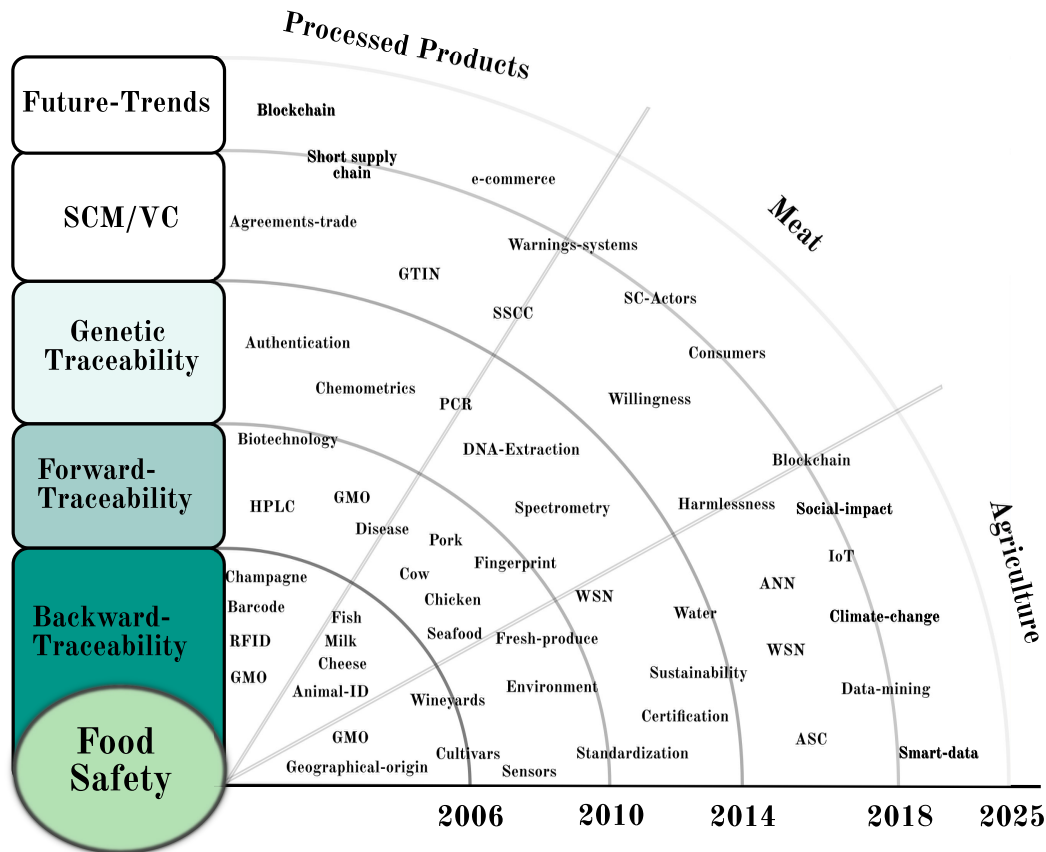 Processed Products
Future-Trends
Blockchain
Short supply
chain
e-commerce
Meat
SCM/VC
Agreements-trade
Warnings-systems
GTIN
SC-Actors
SSCC
Genetic
Traceability
Authentication
Consumers
Chemometrics
PCR
Willingness
Biotechnology
DNA-Extraction
Blockchain
Forward-
Traceability
HPLC
GMO
Spectrometry
Harmlessness
Social-impact
Agriculture
Disease
Pork
Fingerprint
IoT
Champagne
Cow
ANN
Backward-
Traceability
Barcode
Chicken
WSN
Fish
Water
Climate-change
RFID
Milk
Seafood
Fresh-produce
WSN
Cheese
GMO
Sustainability
Animal-ID
Wineyards
Environment
Data-mining
Certification
Food
Safety
GMO
ASC
Cultivars
Standardization
Smart-data
Geographical-origin
Sensors
2006
2010
2014
2018
2025